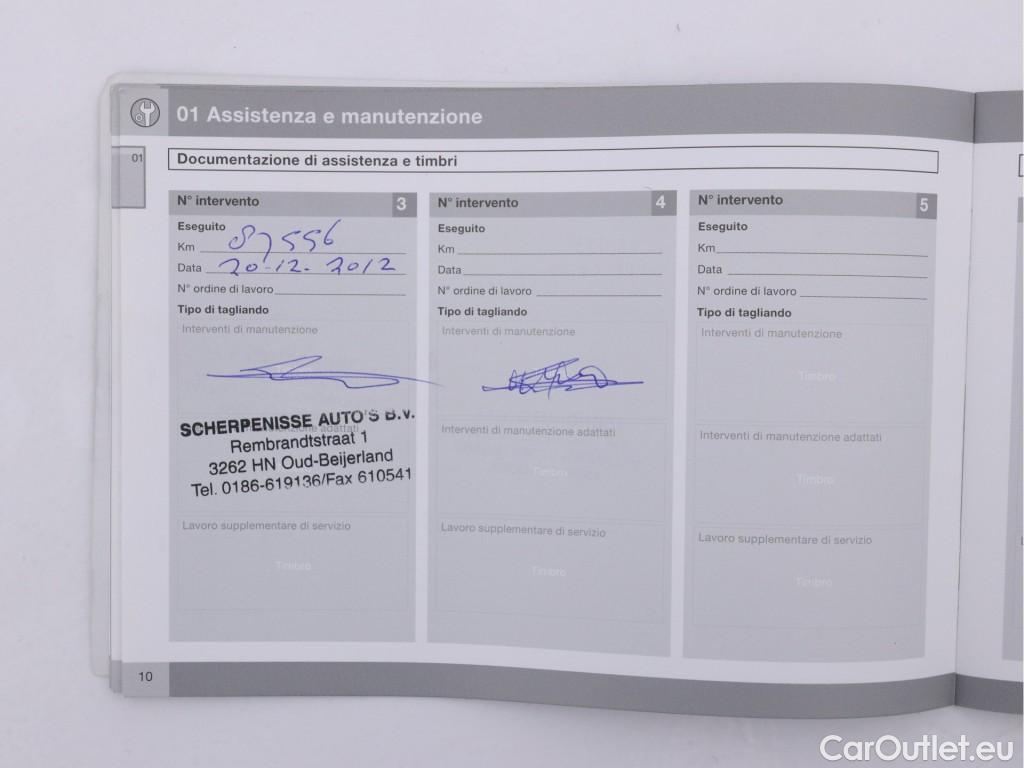 01 Assistenza e manutenzione
01
Documentazione di assistenza e timbri
N° intervento 3
Eseguito
Km 87556
Data 20-12-2012
N° ordine di lavoro
Tipo di tagliando
Interventi di manutenzione
SCHERPENISSE AUTO'S B.V.
Rembrandtstraat 1
3262 HN Oud-Beijerland
Tel. 0186-619136/Fax 610541
Lavoro supplementare di servizio
Timbro
N° intervento 4
Eseguito
Km
Data
N° ordine di lavoro
Tipo di tagliando
Interventi di manutenzione
Interventi di manutenzione adattati
Timbro
Lavoro supplementare di servizio
Timbro
N° intervento 5
Eseguito
Km
Data
N° ordine di lavoro
Tipo di tagliando
Interventi di manutenzione
Timbro
Interventi di manutenzione adattati
Timbro
Lavoro supplementare di servizio
Timbro
10
CarOutlet.eu